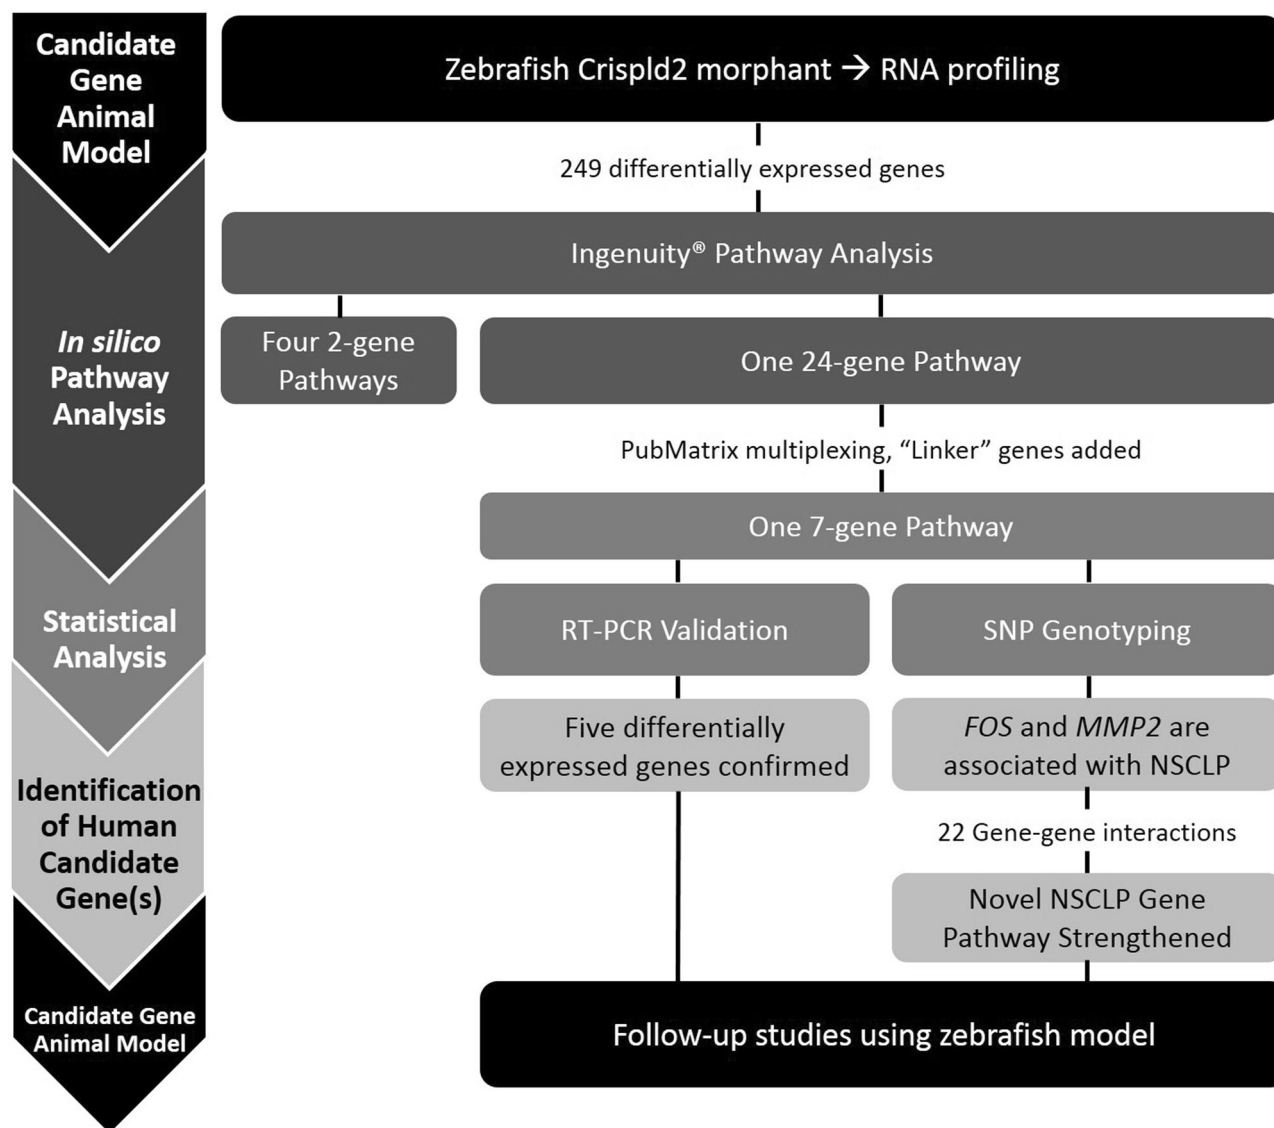 Candidate
Gene
Animal
Model
Zebrafish Crispld2 morphant → RNA profiling
249 differentially expressed genes
Ingenuity® Pathway Analysis
In silico
Pathway
Analysis
Four 2-gene
Pathways
One 24-gene Pathway
PubMatrix multiplexing, “Linker” genes added
One 7-gene Pathway
Statistical
Analysis
RT-PCR Validation
SNP Genotyping
Five differentially
expressed genes confirmed
FOS and MMP2 are
associated with NSCLP
Identification
of Human
Candidate
Gene(s)
22 Gene-gene interactions
Novel NSCLP Gene
Pathway Strengthened
Candidate Gene
Animal Model
Follow-up studies using zebrafish model